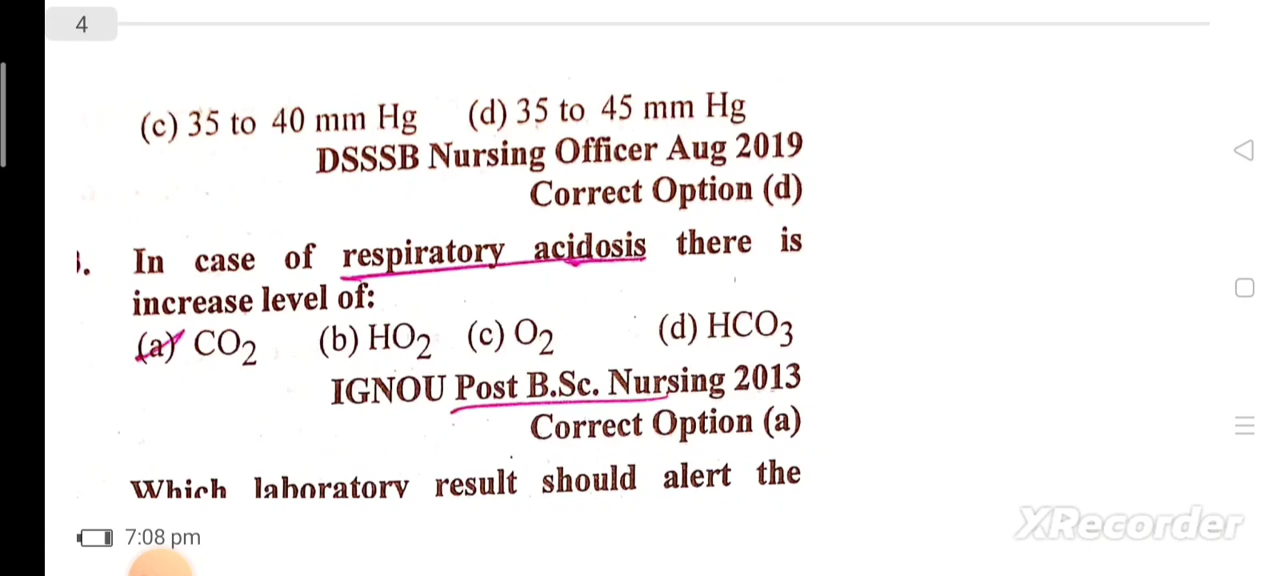 4
(c) 35 to 40 mm Hg (d) 35 to 45 mm Hg
DSSSB Nursing Officer Aug 2019
Correct Option (d)
In case of respiratory acidosis there is
increase level of:
(a) CO2 (b) HO2 (c) O2 (d) HCO3
IGNOU Post B.Sc. Nursing 2013
Correct Option (a)
Which laboratory result should alert the
7:08 pm
XRecorder